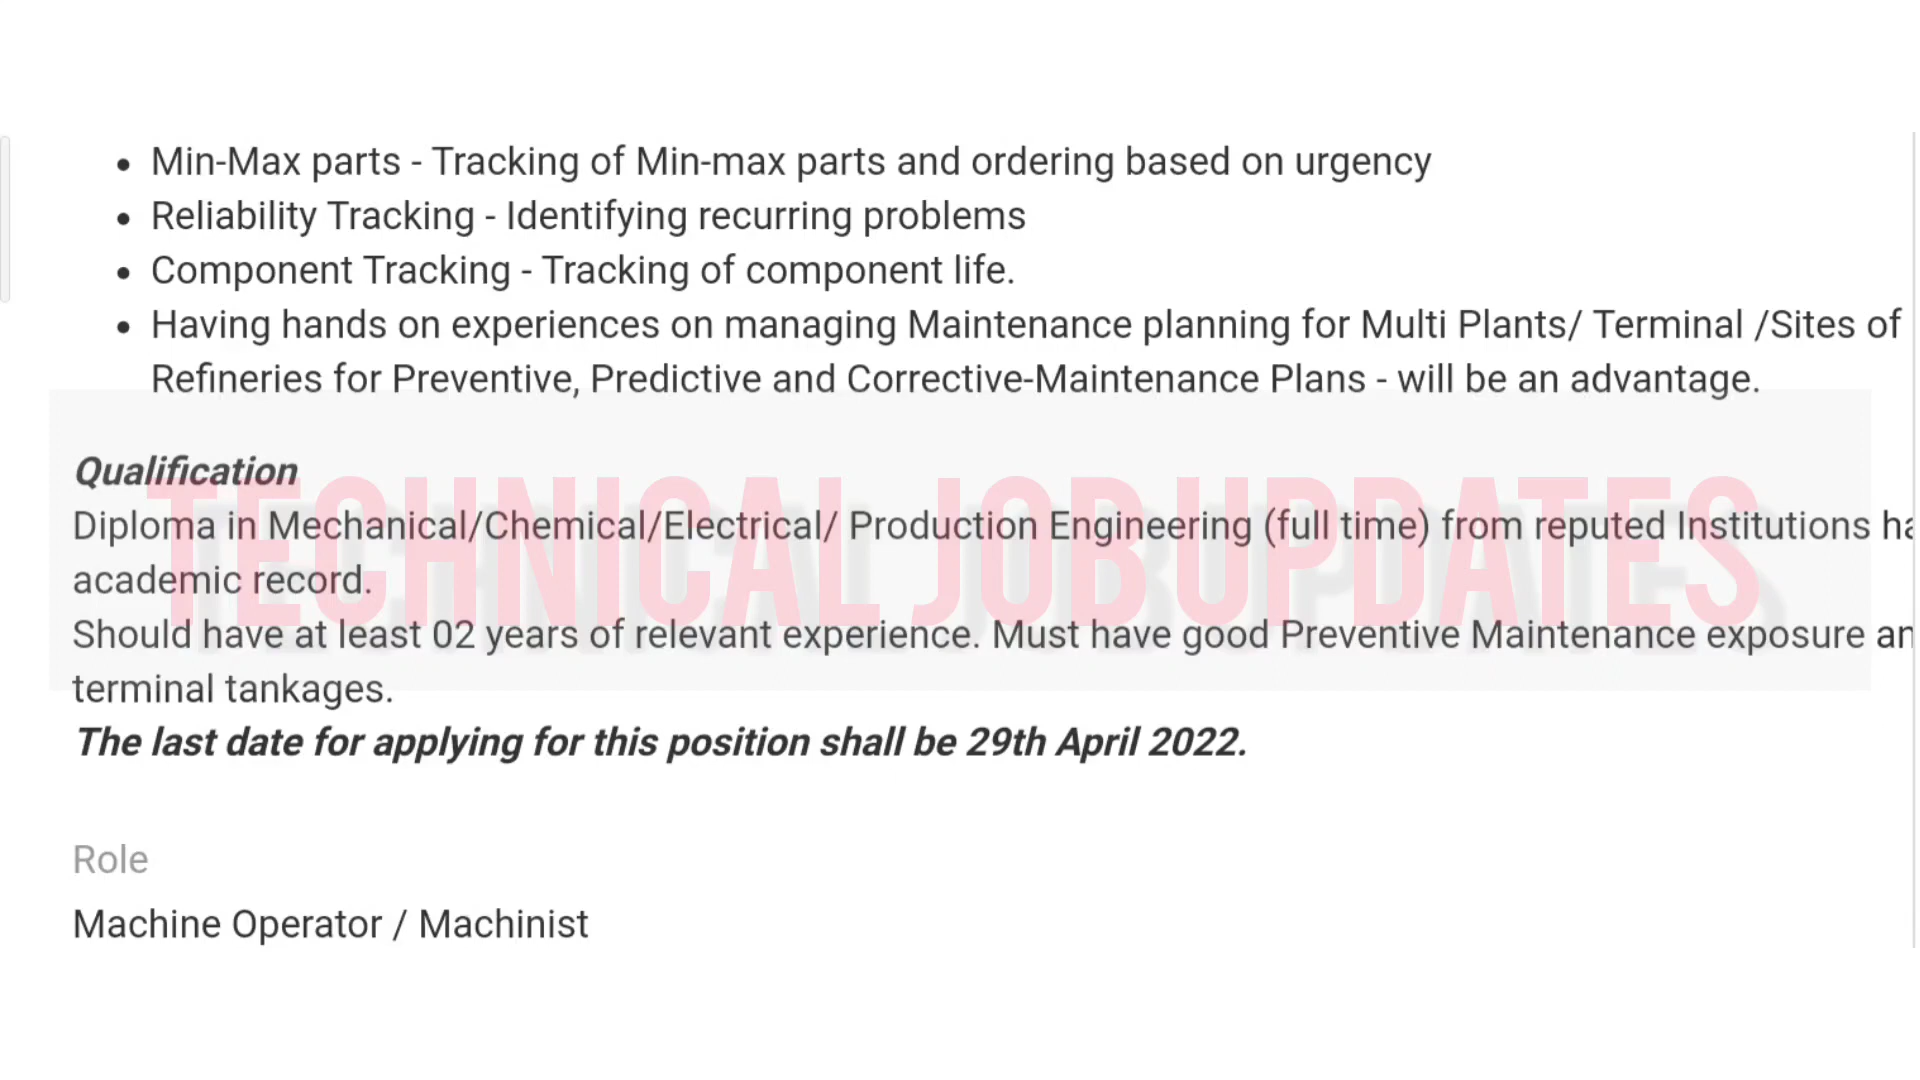 Min-Max parts - Tracking of Min-max parts and ordering based on urgency
Reliability Tracking - Identifying recurring problems
Component Tracking - Tracking of component life.
Having hands on experiences on managing Maintenance planning for Multi Plants/ Terminal /Sites of
Refineries for Preventive, Predictive and Corrective-Maintenance Plans - will be an advantage.
Qualification
TECHNICAL JOB UPDATES
Diploma in Mechanical/Chemical/Electrical/ Production Engineering (full time) from reputed Institutions
academic record.
Should have at least 02 years of relevant experience. Must have good Preventive Maintenance exposure
terminal tankages.
The last date for applying for this position shall be 29th April 2022.
Role
Machine Operator / Machinist